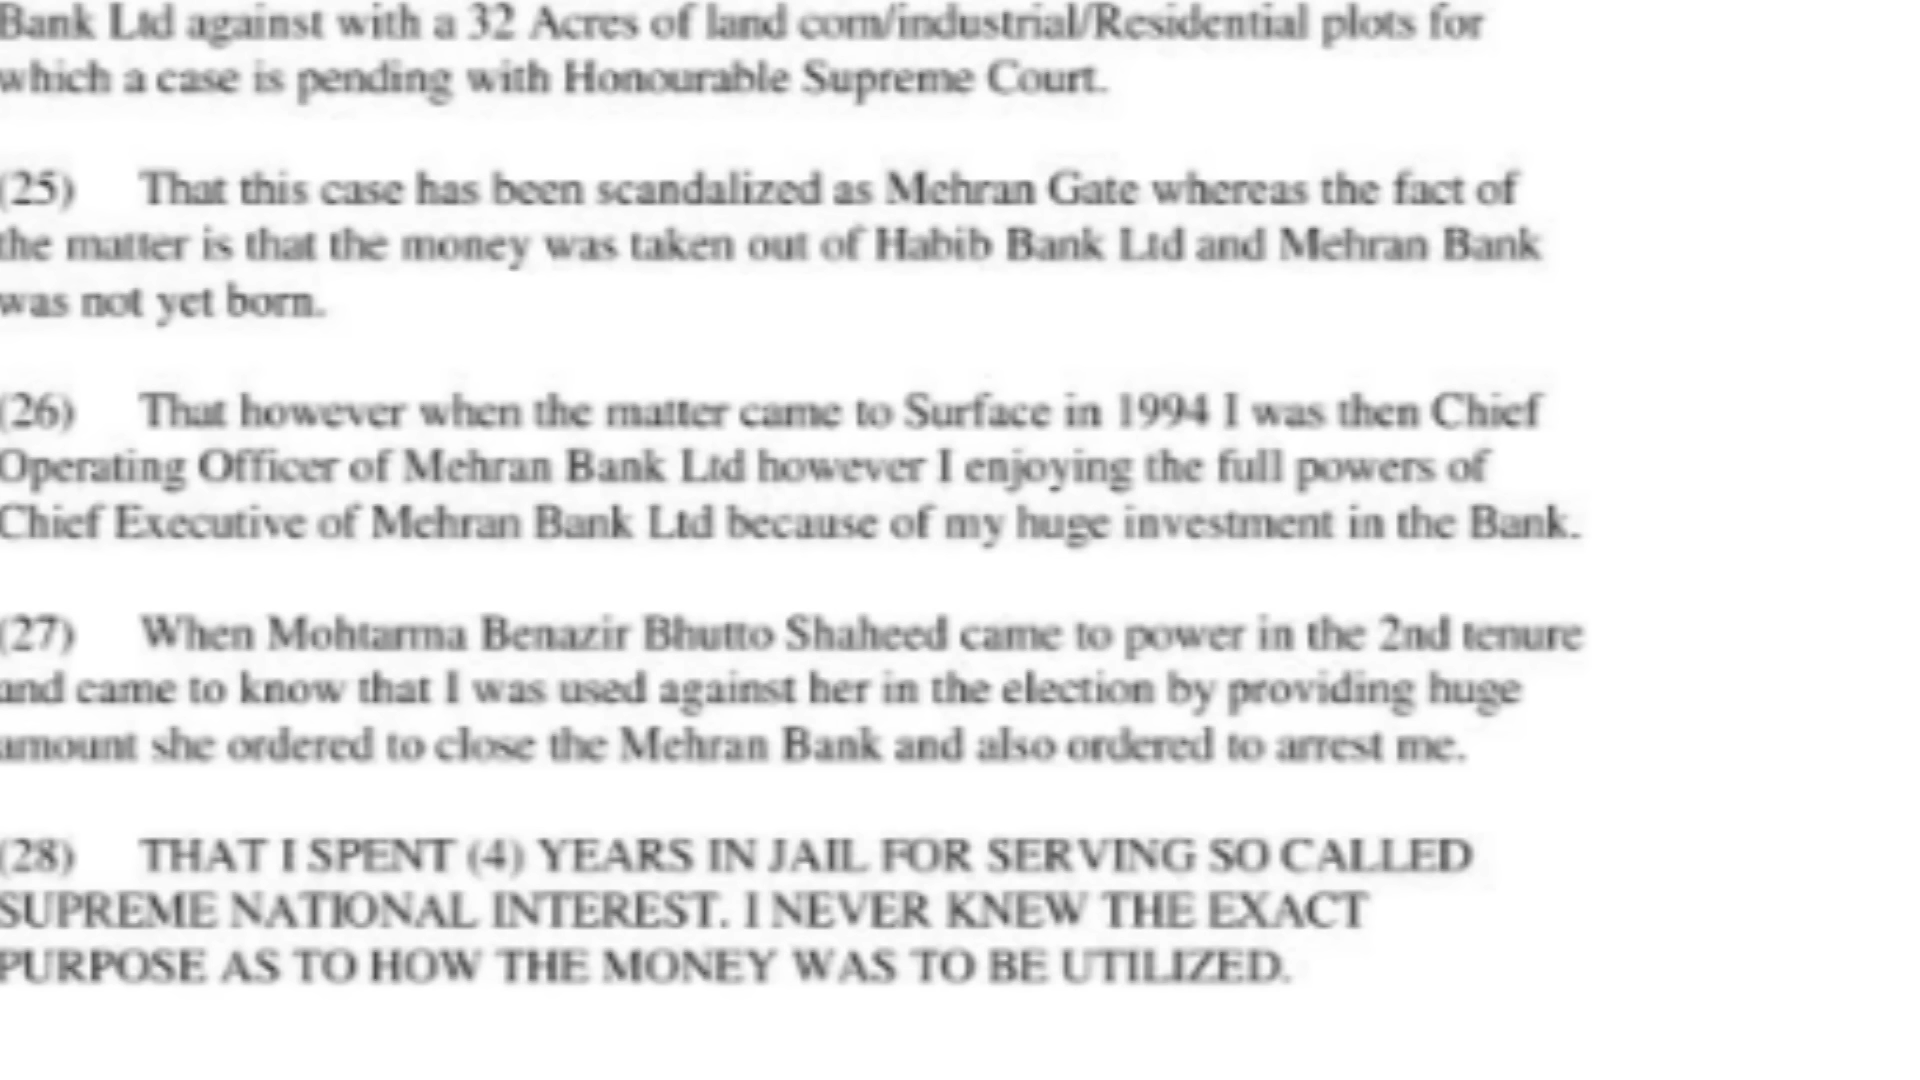 Bank Ltd against with a 32 Acres of land com/industrial/Residential plots for
which a case is pending with Honourable Supreme Court.
(25) That this case has been scandalized as Mehran Gate whereas the fact of
the matter is that the money was taken out of Habib Bank Ltd and Mehran Bank
was not yet born.
(26) That however when the matter came to Surface in 1994 I was then Chief
Operating Officer of Mehran Bank Ltd however I enjoying the full powers of
Chief Executive of Mehran Bank Ltd because of my huge investment in the Bank.
(27) When Mohtarma Benazir Bhutto Shaheed came to power in the 2nd tenure
and came to know that I was used against her in the election by providing huge
amount she ordered to close the Mehran Bank and also ordered to arrest me.
(28) THAT I SPENT (4) YEARS IN JAIL FOR SERVING SO CALLED
SUPREME NATIONAL INTEREST. I NEVER KNEW THE EXACT
PURPOSE AS TO HOW THE MONEY WAS TO BE UTILIZED.